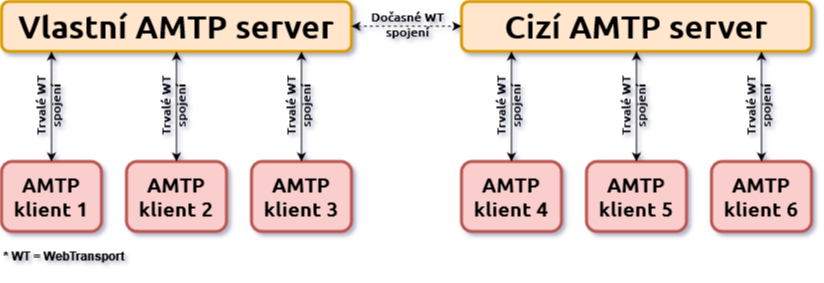 Vlastní AMTP server
Dočasné WT
spojení
Cizí AMTP server
Trvalé WT
spojení
Trvalé WT
spojení
Trvalé WT
spojení
Trvalé WT
spojení
Trvalé WT
spojení
Trvalé WT
spojení
AMTP
klient 1
AMTP
klient 2
AMTP
klient 3
AMTP
klient 4
AMTP
klient 5
AMTP
klient 6
* WT = WebTransport